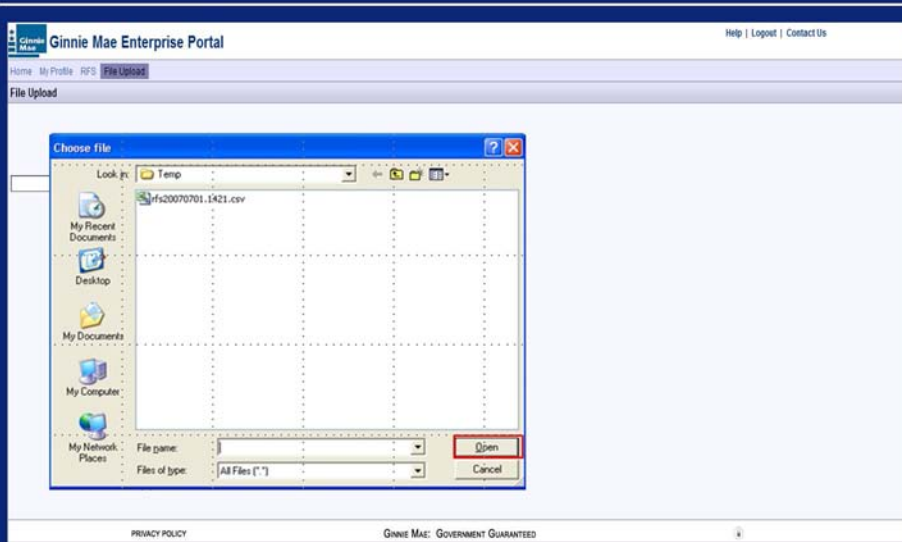 Ginnie Mae
Ginnie Mae Enterprise Portal
Help | Logout | Contact Us
Home My Profile RFS File Upload
File Upload
Choose file
Look in: Temp
rfs20070701.1421.csv
My Recent Documents
Desktop
My Documents
My Computer
My Network Places
File name:
Open
Files of type: All Files (*.*)
Cancel
PRIVACY POLICY
GINNIE MAE: GOVERNMENT GUARANTEED